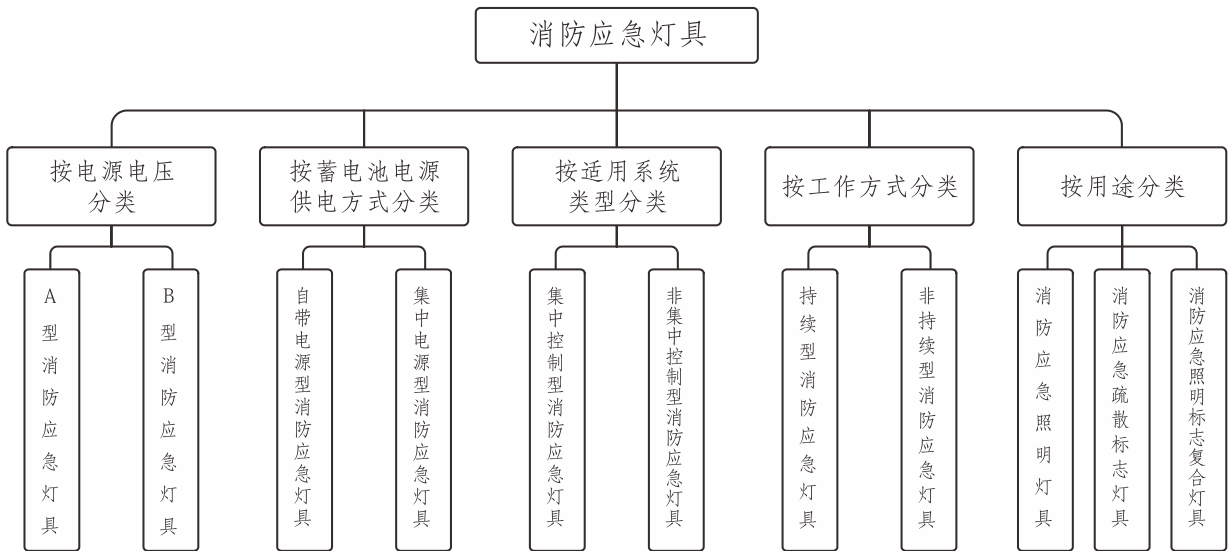 消防应急灯具
按电源电压
分类
按蓄电池电源
供电方式分类
按适用系统
类型分类
按工作方式分类
按用途分类
A型消防应急灯具
B型消防应急灯具
自带电源型消防应急灯具
集中电源型消防应急灯具
集中控制型消防应急灯具
非集中控制型消防应急灯具
持续型消防应急灯具
非持续型消防应急灯具
消防应急照明灯具
消防应急疏散标志灯具
消防应急照明标志复合灯具